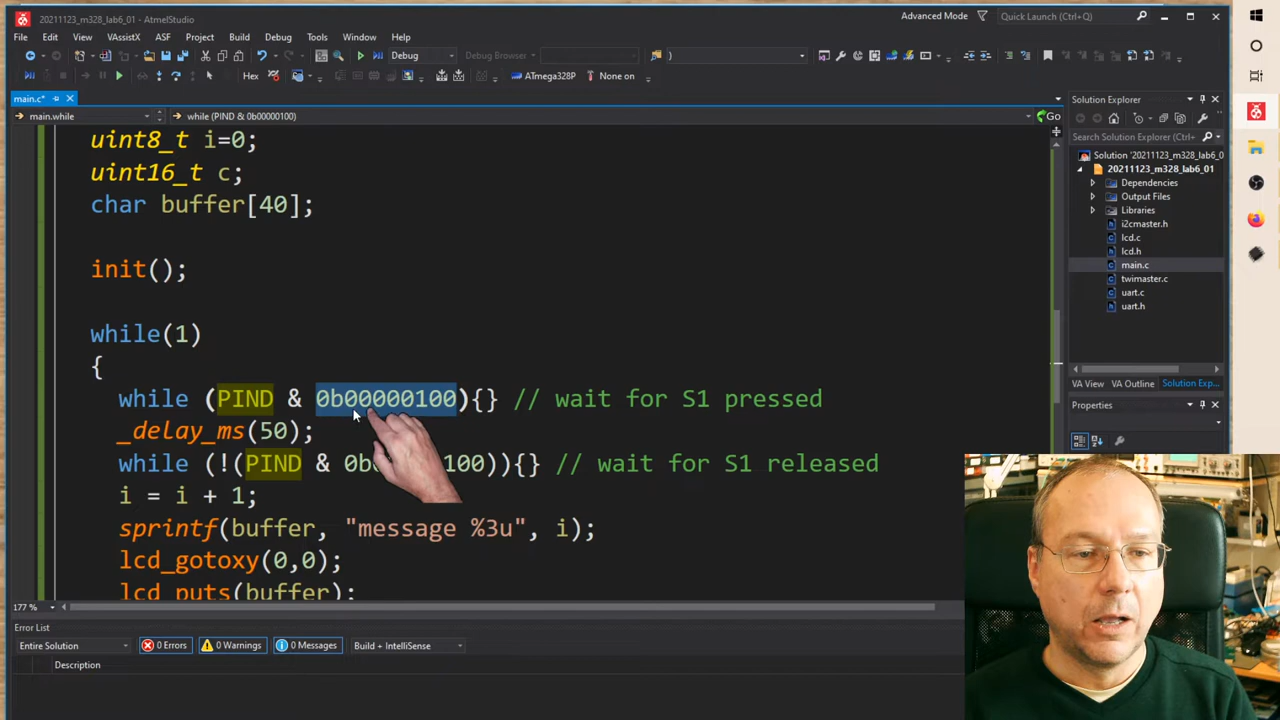 20211123_m328_lab6_01 - AtmelStudio
Advanced Mode
Quick Launch (Ctrl+Q)
File Edit View VAssistX ASF Project Build Debug Tools Window Help
Debug
Debug Browser
)
Hex
ATmega328P
None on
main.c*
main.while
while (PIND & 0b00000100)
Go
uint8_t i=0;
uint16_t c;
char buffer[40];
init();
while(1)
{
while (PIND & 0b00000100){} // wait for S1 pressed
_delay_ms(50);
while (!(PIND & 0b 100)){} // wait for S1 released
i = i + 1;
sprintf(buffer, "message %3u", i);
lcd_gotoxy(0,0);
lcd_puts(buffer);
177 %
Error List
Entire Solution
0 Errors
0 Warnings
0 Messages
Build + IntelliSense
Description
Solution Explorer
Search Solution Explorer (Ctrl+
Solution '20211123_m328_lab6_0
20211123_m328_lab6_01
Dependencies
Output Files
Libraries
i2cmaster.h
lcd.c
lcd.h
main.c
twimaster.c
uart.c
uart.h
VA View VA Outline Solution Exp...
Properties